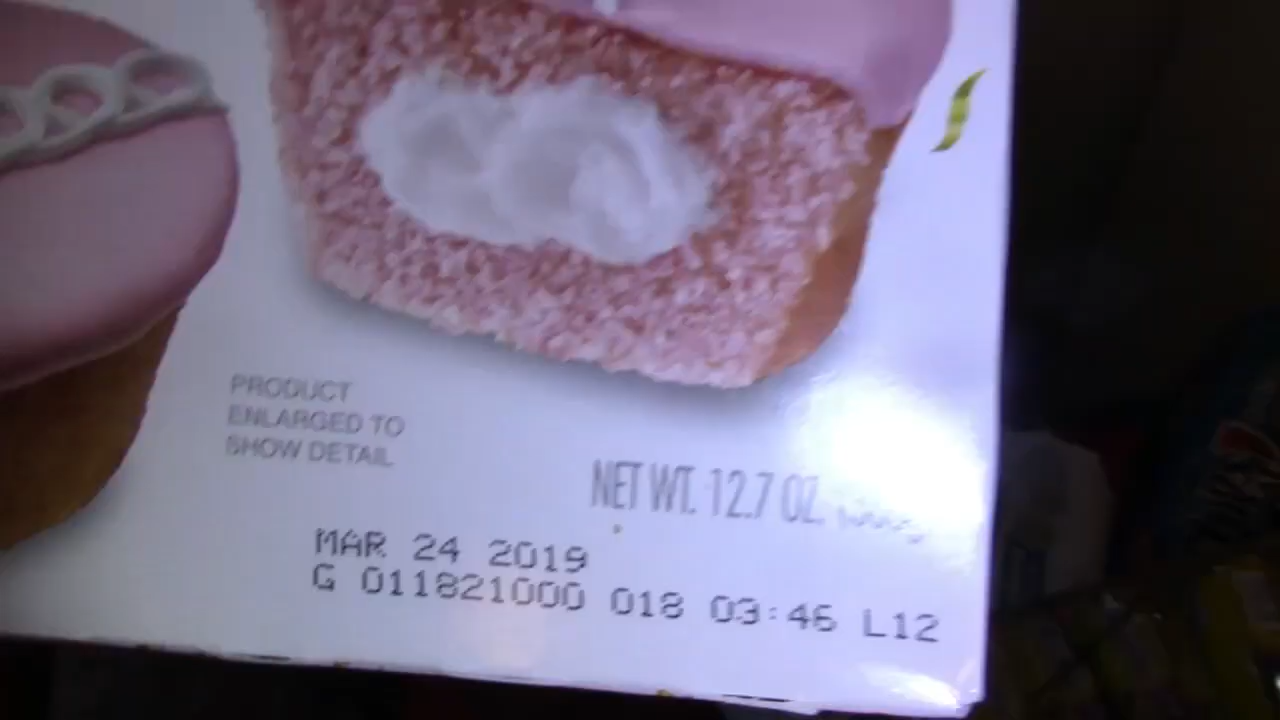 PRODUCT
ENLARGED TO
SHOW DETAIL
NET WT. 12.7 OZ.
MAR 24 2019
G 011821000 018 03:46 L12